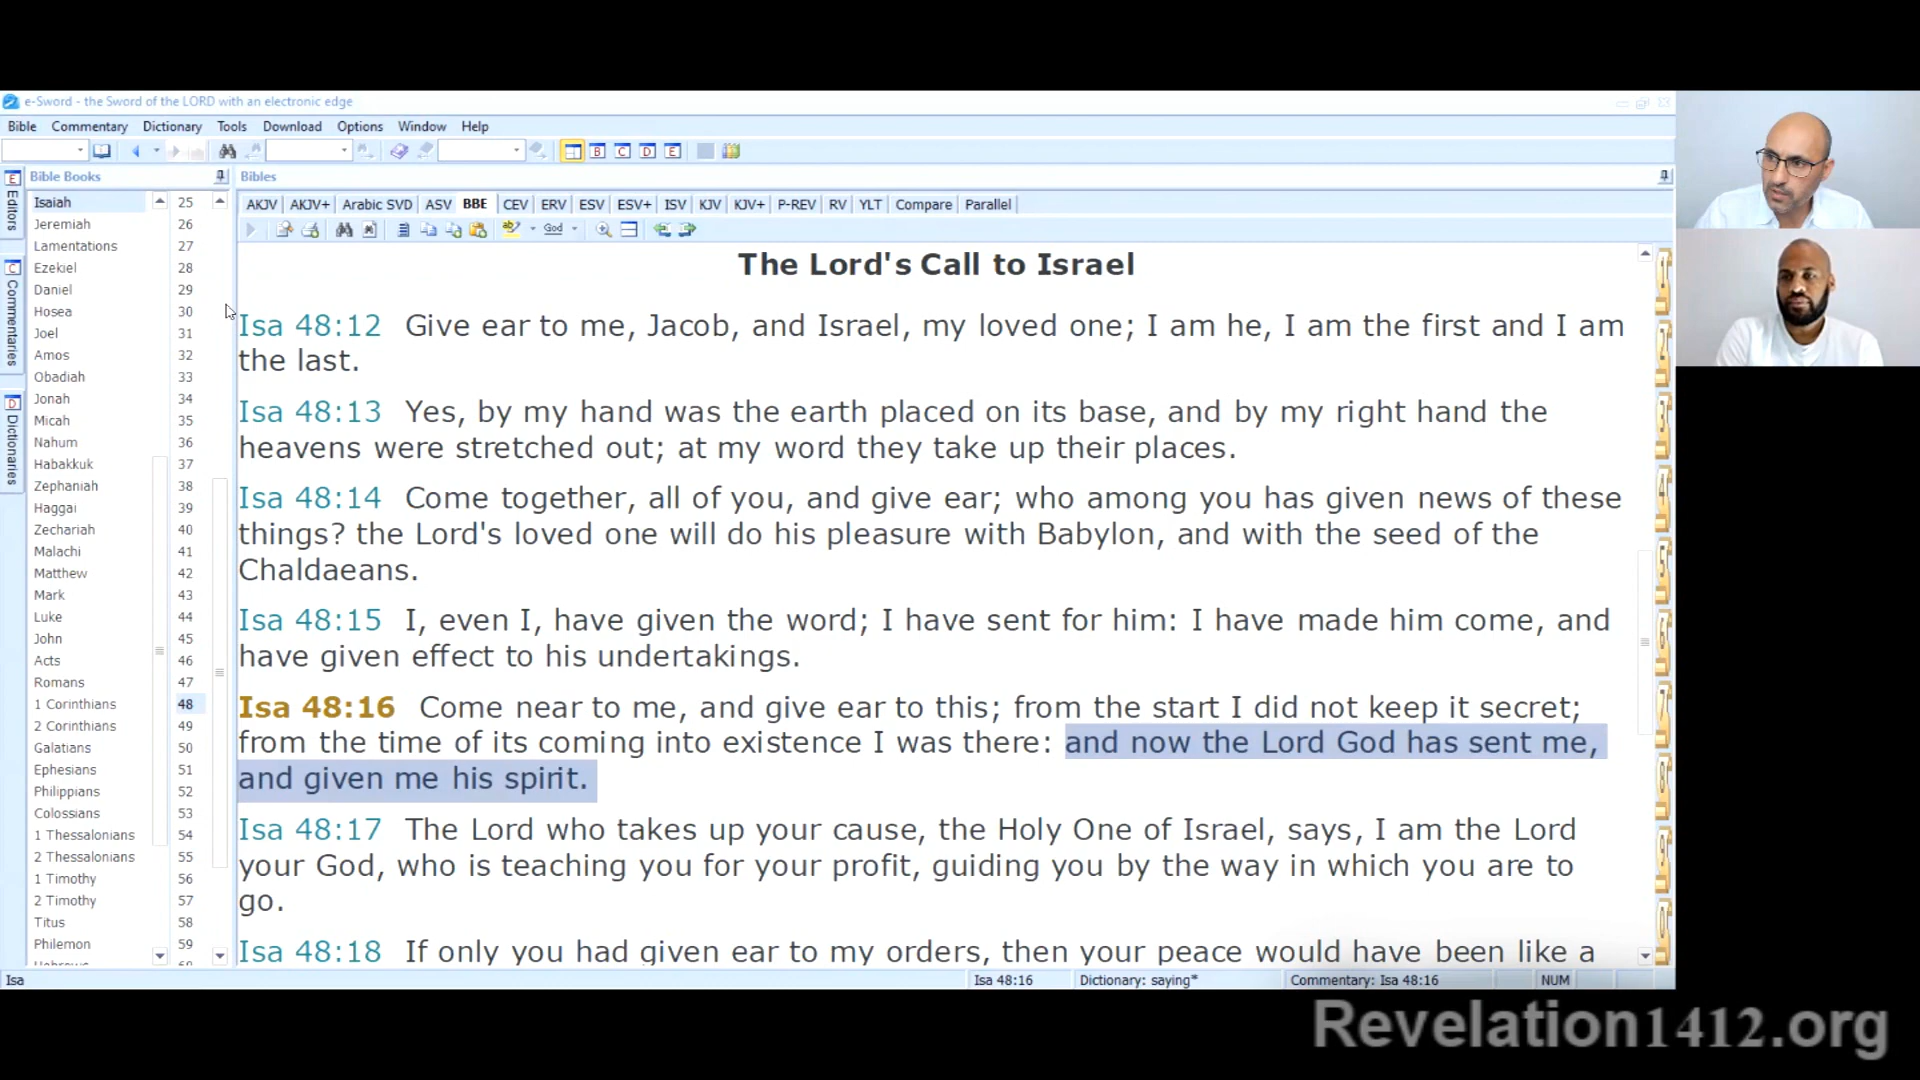 e-Sword - the Sword of the LORD with an electronic edge
Bible Commentary Dictionary Tools Download Options Window Help
B C D E
Bible Books
Bibles
AKJV AKJV+ Arabic SVD ASV BBE CEV ERV ESV ESV+ ISV KJV KJV+ P-REV RV YLT Compare Parallel
God
E Editors
C Commentaries
D Dictionaries
Isaiah 25
Jeremiah 26
Lamentations 27
Ezekiel 28
Daniel 29
Hosea 30
Joel 31
Amos 32
Obadiah 33
Jonah 34
Micah 35
Nahum 36
Habakkuk 37
Zephaniah 38
Haggai 39
Zechariah 40
Malachi 41
Matthew 42
Mark 43
Luke 44
John 45
Acts 46
Romans 47
1 Corinthians 48
2 Corinthians 49
Galatians 50
Ephesians 51
Philippians 52
Colossians 53
1 Thessalonians 54
2 Thessalonians 55
1 Timothy 56
2 Timothy 57
Titus 58
Philemon 59
The Lord's Call to Israel
Isa 48:12 Give ear to me, Jacob, and Israel, my loved one; I am he, I am the first and I am
the last.
Isa 48:13 Yes, by my hand was the earth placed on its base, and by my right hand the
heavens were stretched out; at my word they take up their places.
Isa 48:14 Come together, all of you, and give ear; who among you has given news of these
things? the Lord's loved one will do his pleasure with Babylon, and with the seed of the
Chaldaeans.
Isa 48:15 I, even I, have given the word; I have sent for him: I have made him come, and
have given effect to his undertakings.
Isa 48:16 Come near to me, and give ear to this; from the start I did not keep it secret;
from the time of its coming into existence I was there: and now the Lord God has sent me,
and given me his spirit.
Isa 48:17 The Lord who takes up your cause, the Holy One of Israel, says, I am the Lord
your God, who is teaching you for your profit, guiding you by the way in which you are to
go.
Isa 48:18 If only you had given ear to my orders, then your peace would have been like a
1
2
3
4
5
6
7
8
9
0
Isa
Isa 48:16
Dictionary: saying*
Commentary: Isa 48:16
NUM
Revelation1412.org